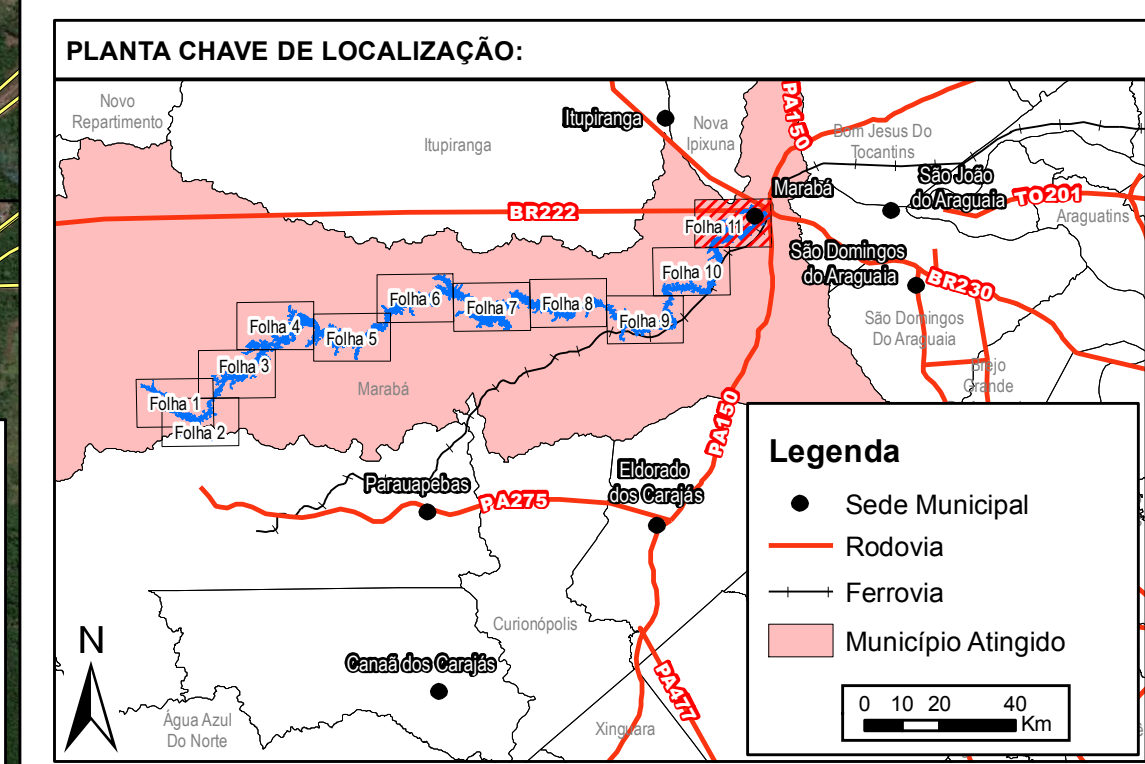 PLANTA CHAVE DE LOCALIZAÇÃO:
Novo
Repartimento
Itupiranga
Itupiranga
Nova
Ipixuna
PA150
Bom Jesus Do
Tocantins
Marabá
São João
do Araguaia
TO201
Araguatins
BR222
Folha 11
São Domingos
do Araguaia
BR230
Folha 10
Folha 6
Folha 7
Folha 8
Folha 9
Folha 4
Folha 5
São Domingos
Do Araguaia
Folha 3
Brejo
Grande
Marabá
Folha 1
Folha 2
PA150
Parauapebas
PA275
Eldorado
dos Carajás
Curionópolis
Canaã dos Carajás
PA477
Água Azul
Do Norte
Xinguara
N
Legenda
Sede Municipal
Rodovia
Ferrovia
Município Atingido
0 10 20 40
Km